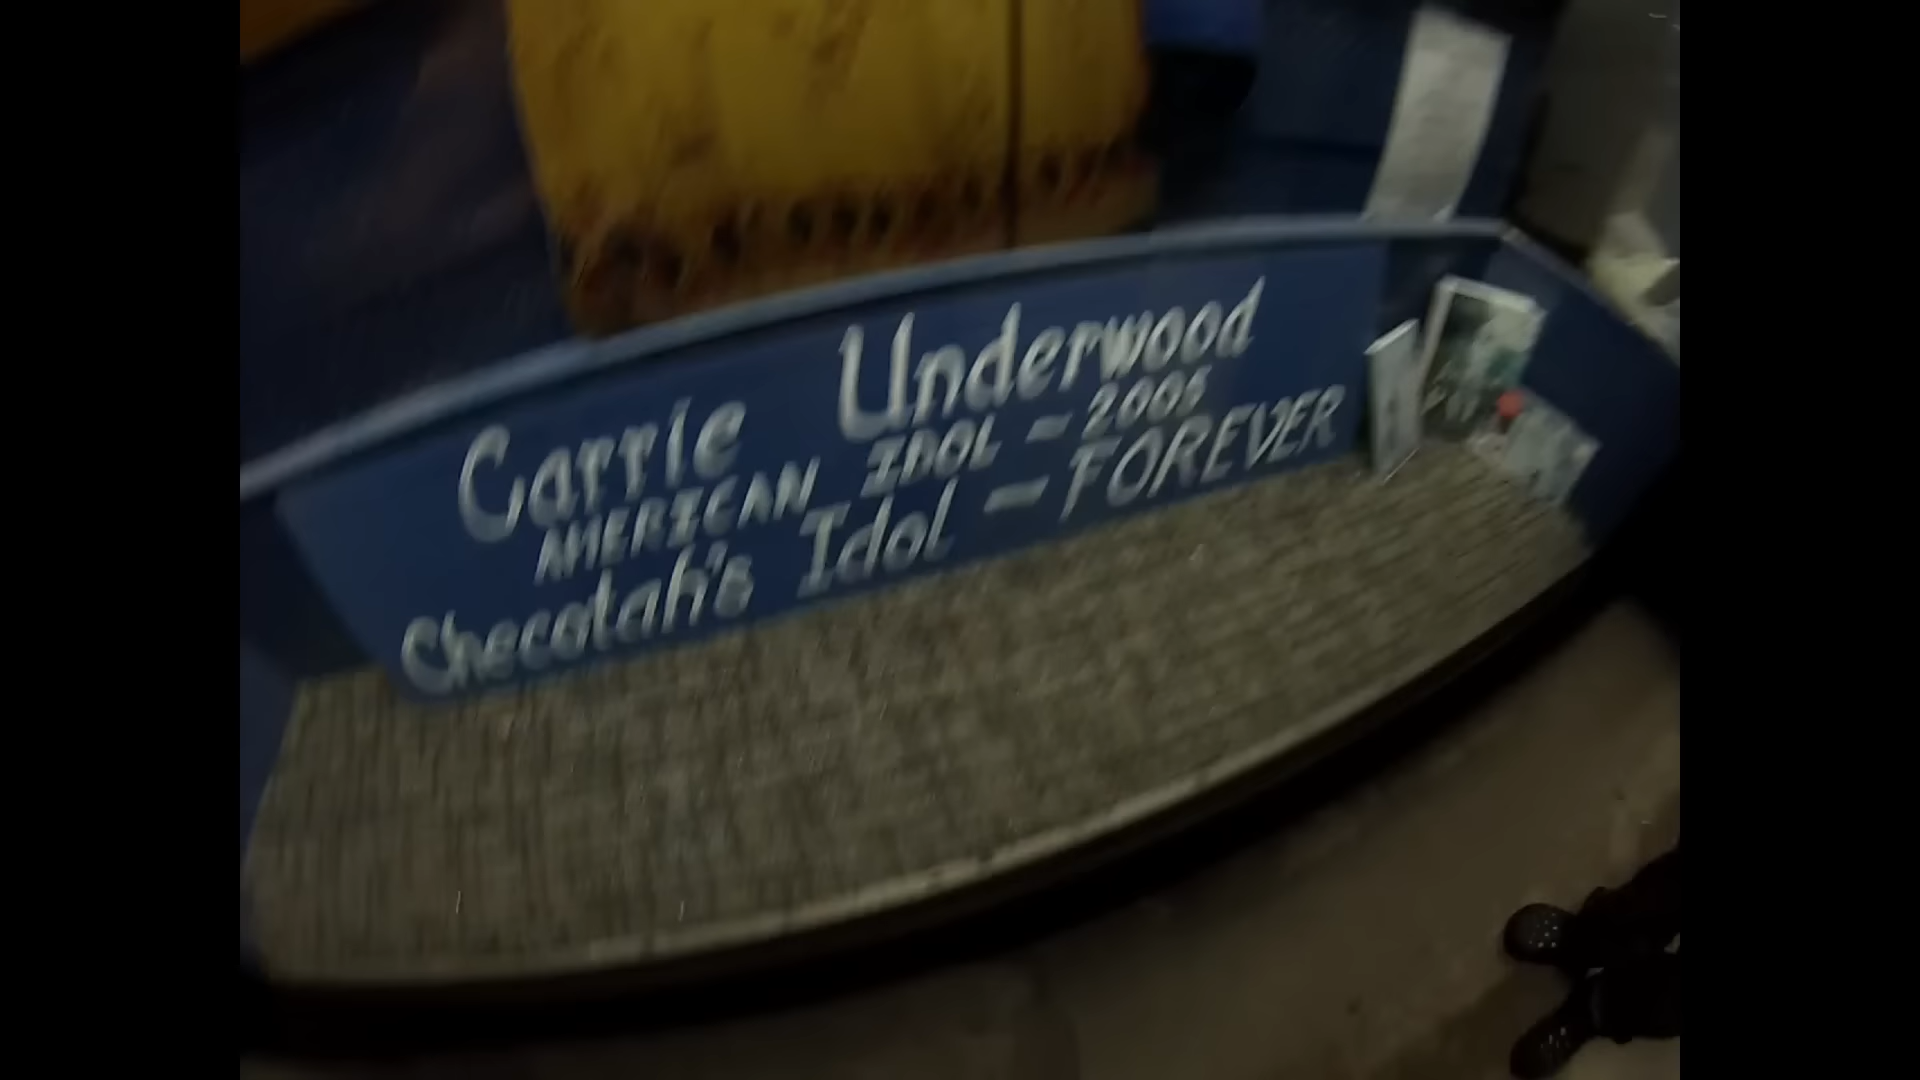 Carrie Underwood
AMERICAN IDOL - 2005
Checotah's Idol - FOREVER